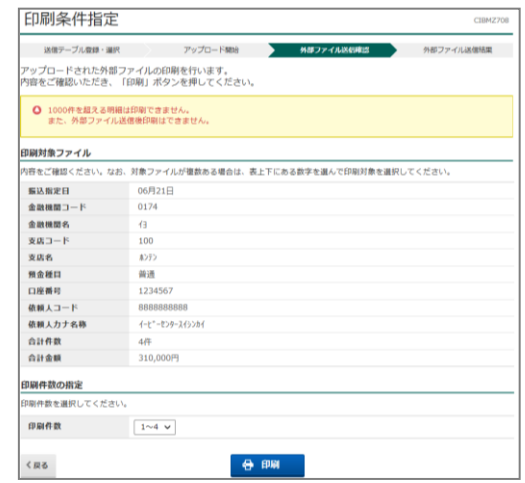 印刷条件指定
CIBMZ708
送信テーブル登録・選択 アップロード開始 外部ファイル送信確認 外部ファイル送信結果
アップロードされた外部ファイルの印刷を行います。
内容をご確認いただき、「印刷」ボタンを押してください。
1000件を超える明細は印刷できません。
また、外部ファイル送信後印刷はできません。
印刷対象ファイル
内容をご確認ください。なお、対象ファイルが複数ある場合は、表上下にある数字を選んで印刷対象を選択してください。
振込指定日 06月21日
金融機関コード 0174
金融機関名 ｲﾖ
支店コード 100
支店名 ﾎﾝﾃﾝ
預金種目 普通
口座番号 1234567
依頼人コード 8888888888
依頼人カナ名称 ｲｰﾋﾞｰｾﾝﾀｰｽｲｼﾝｶｲ
合計件数 4件
合計金額 310,000円
印刷件数の指定
印刷件数を選択してください。
印刷件数 1～4
戻る 印刷